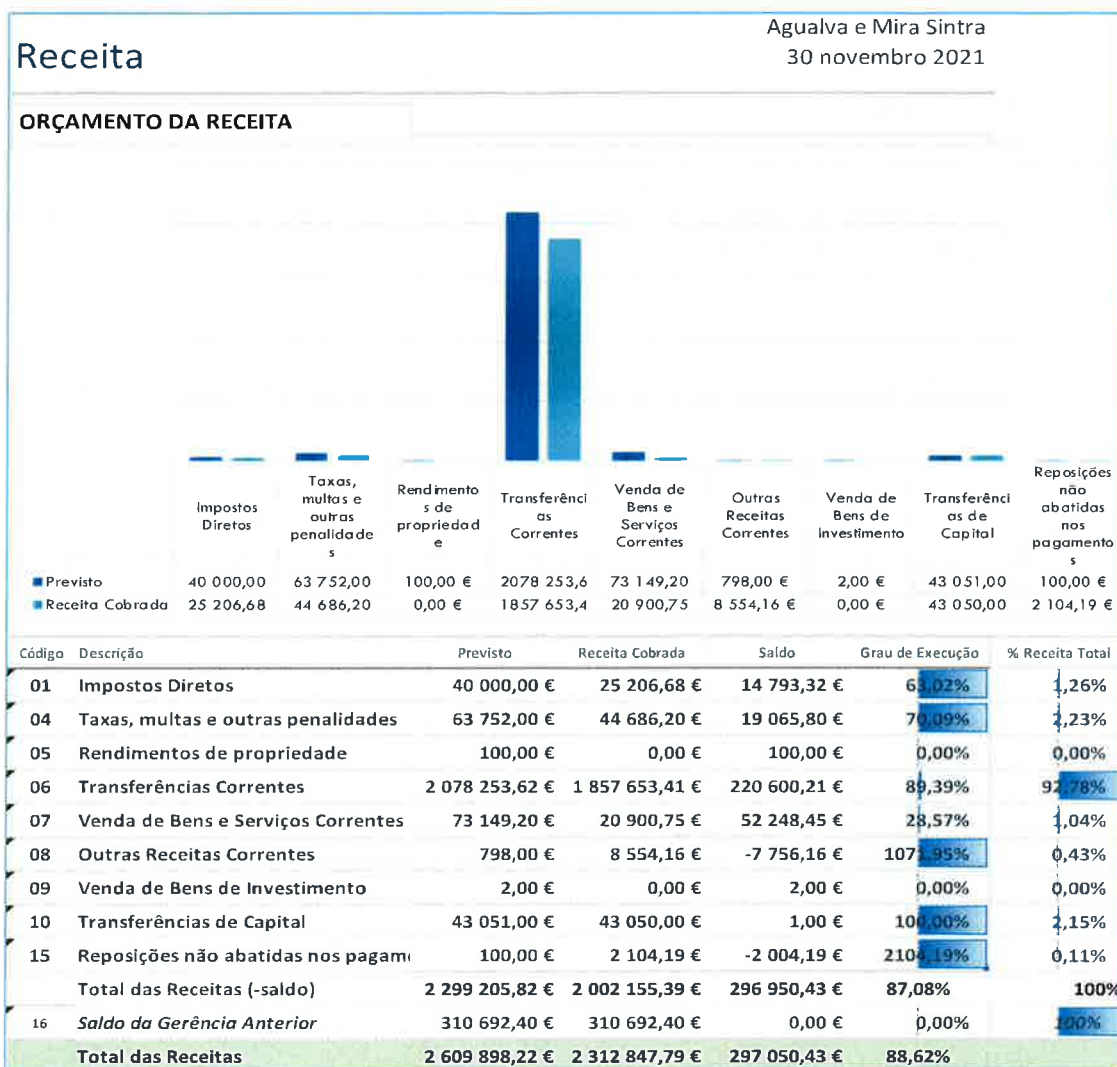 Agualva e Mira Sintra
Receita
30 novembro 2021
ORÇAMENTO DA RECEITA
Impostos Diretos
Taxas, multas e outras penalidades
Rendimentos de propriedade
Transferências Correntes
Venda de Bens e Serviços Correntes
Outras Receitas Correntes
Venda de Bens de Investimento
Transferências de Capital
Reposições não abatidas nos pagamentos
Previsto 40 000,00 63 752,00 100,00 € 2078 253,6 73 149,20 798,00 € 2,00 € 43 051,00 100,00 €
Receita Cobrada 25 206,68 44 686,20 0,00 € 1857 653,4 20 900,75 8 554,16 € 0,00 € 43 050,00 2 104,19 €
Código Descrição Previsto Receita Cobrada Saldo Grau de Execução % Receita Total
01 Impostos Diretos 40 000,00 € 25 206,68 € 14 793,32 € 63,02% 1,26%
04 Taxas, multas e outras penalidades 63 752,00 € 44 686,20 € 19 065,80 € 70,09% 2,23%
05 Rendimentos de propriedade 100,00 € 0,00 € 100,00 € 0,00% 0,00%
06 Transferências Correntes 2 078 253,62 € 1 857 653,41 € 220 600,21 € 89,39% 92,78%
07 Venda de Bens e Serviços Correntes 73 149,20 € 20 900,75 € 52 248,45 € 28,57% 1,04%
08 Outras Receitas Correntes 798,00 € 8 554,16 € -7 756,16 € 1071,95% 0,43%
09 Venda de Bens de Investimento 2,00 € 0,00 € 2,00 € 0,00% 0,00%
10 Transferências de Capital 43 051,00 € 43 050,00 € 1,00 € 100,00% 2,15%
15 Reposições não abatidas nos pagam 100,00 € 2 104,19 € -2 004,19 € 2104,19% 0,11%
Total das Receitas (-saldo) 2 299 205,82 € 2 002 155,39 € 296 950,43 € 87,08% 100%
16 Saldo da Gerência Anterior 310 692,40 € 310 692,40 € 0,00 € 0,00% 100%
Total das Receitas 2 609 898,22 € 2 312 847,79 € 297 050,43 € 88,62%